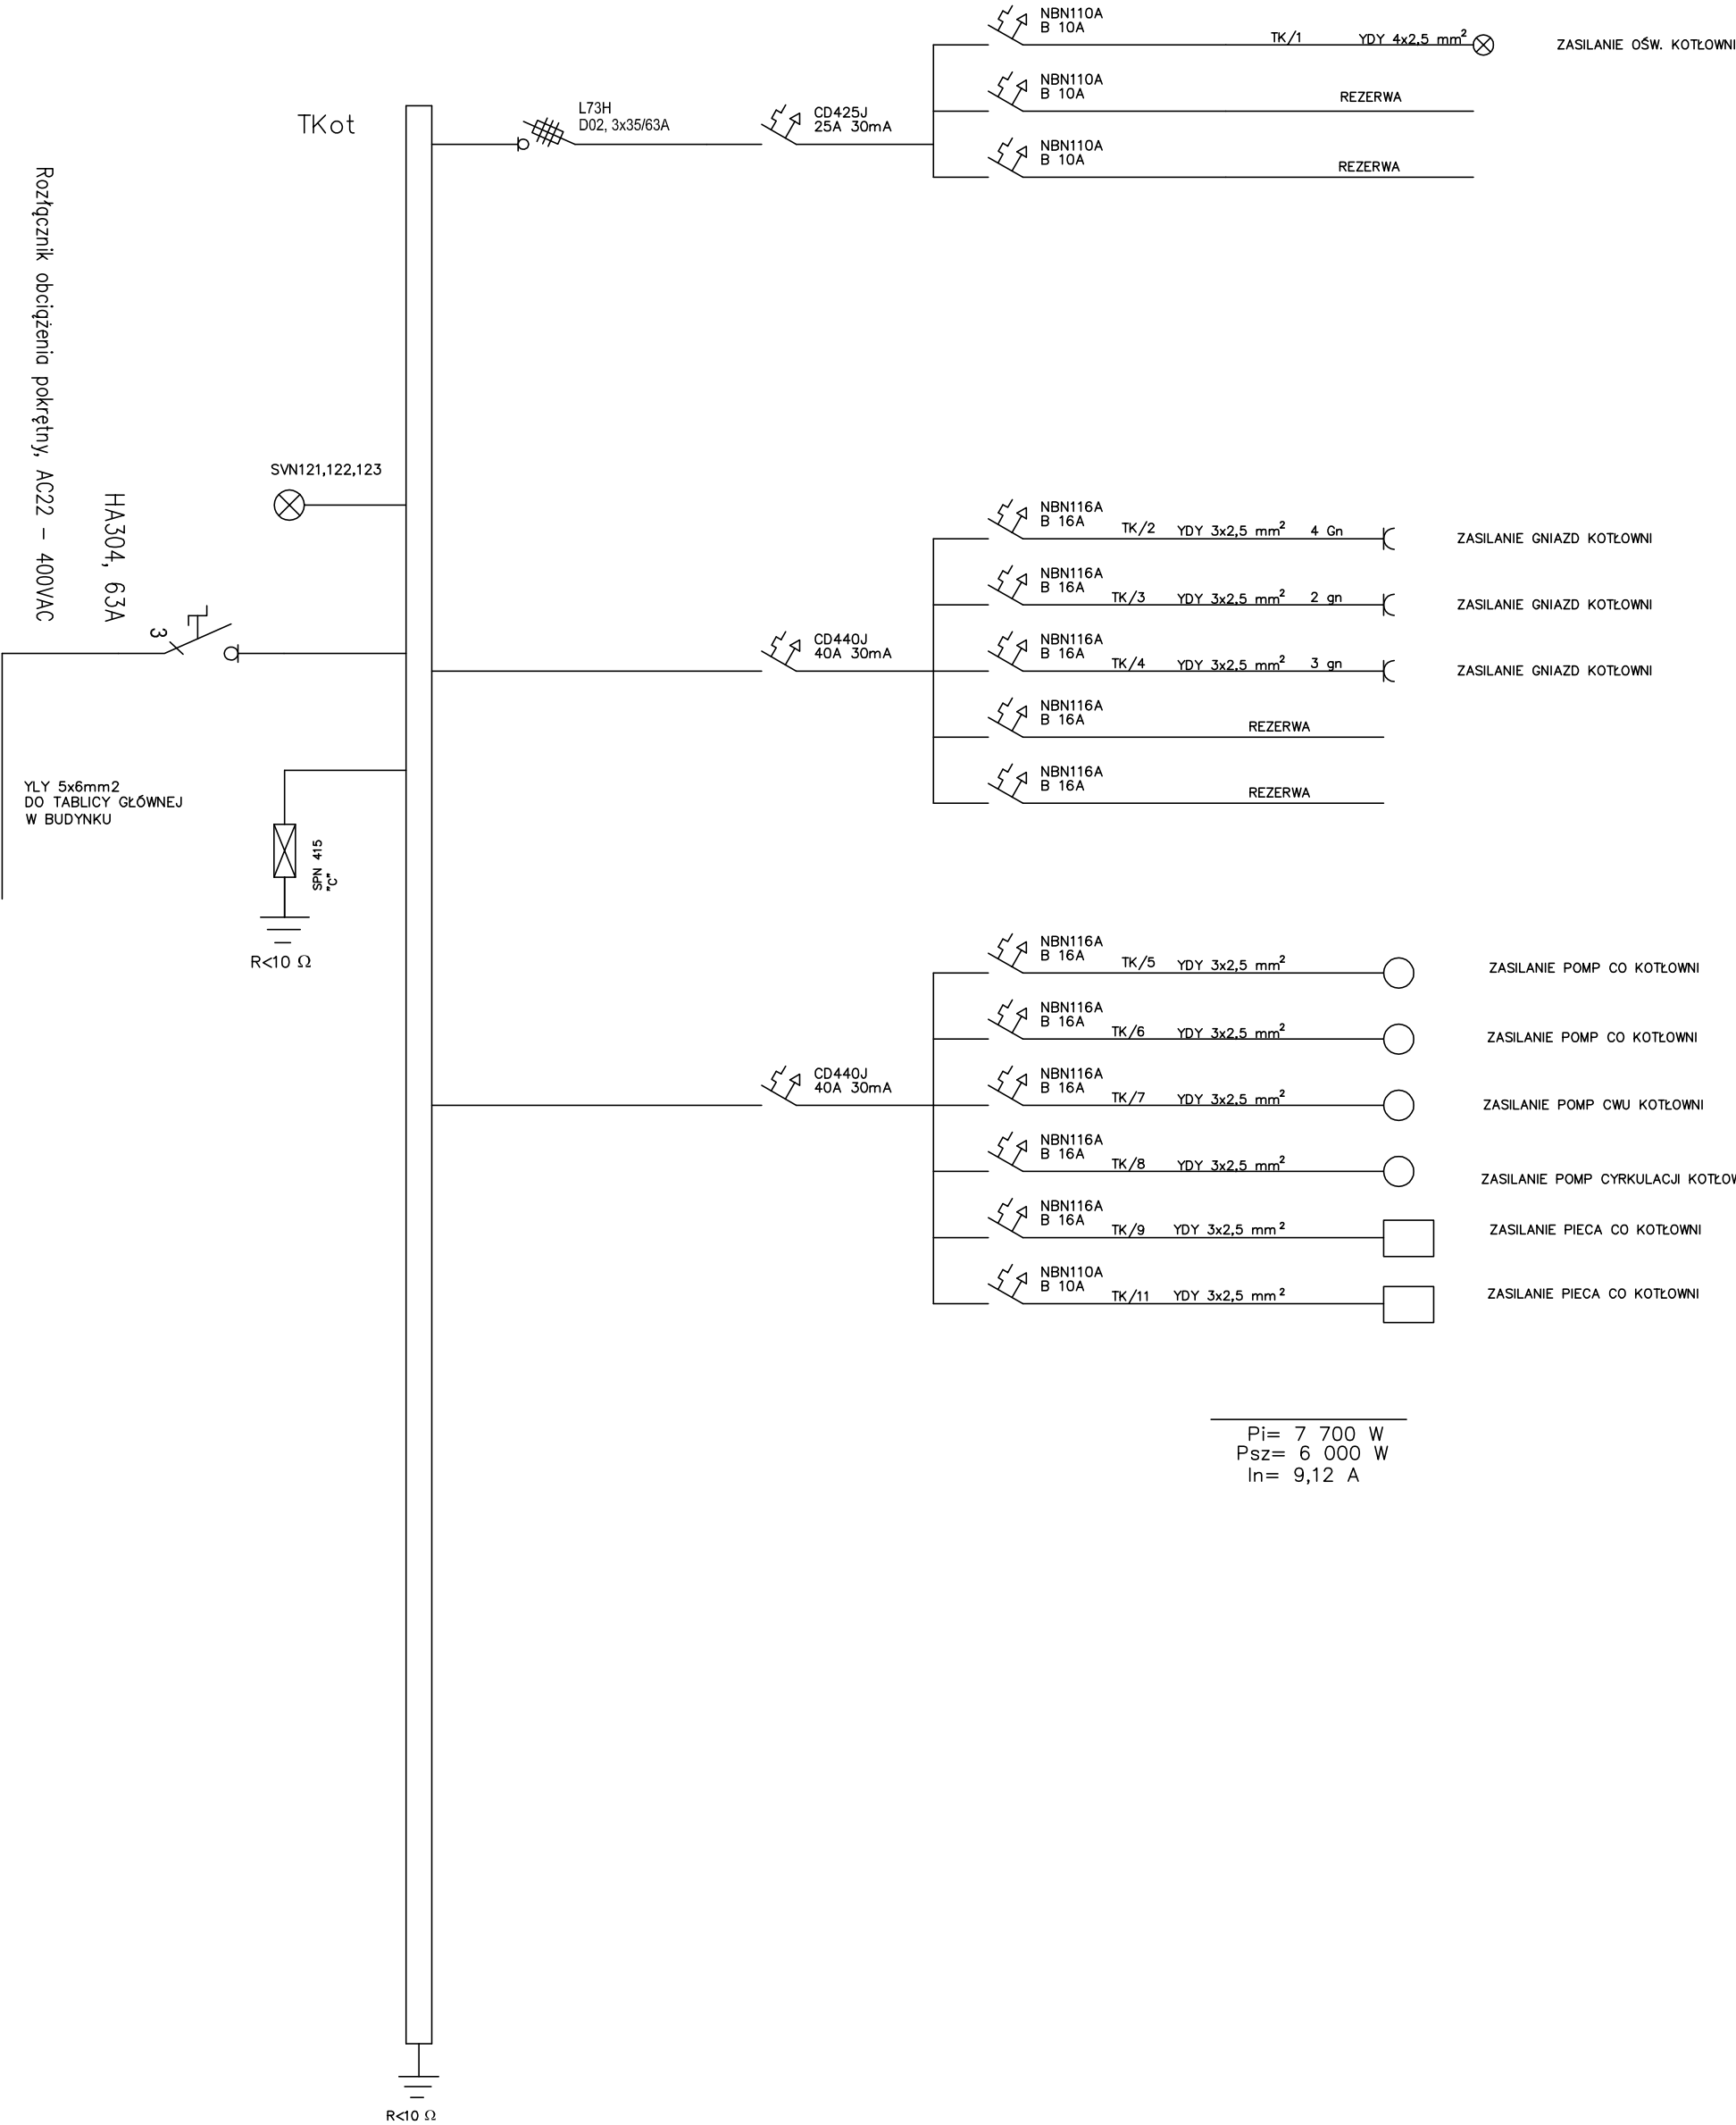 NBN110A
B 10A
TK/1
YDY 4x2,5 mm²
ZASILANIE OŚW. KOTŁOWNI
NBN110A
B 10A
REZERWA
NBN110A
B 10A
REZERWA
TKot
L73H
D02, 3x35/63A
CD425J
25A 30mA
Rozłącznik obciążenia pokrętny, AC22 - 400VAC
HA304, 63A
SVN121,122,123
3
YLY 5x6mm2
DO TABLICY GŁÓWNEJ
W BUDYNKU
SPN 415
"C"
R<10 Ω
CD440J
40A 30mA
NBN116A
B 16A
TK/2
YDY 3x2,5 mm²
4 Gn
ZASILANIE GNIAZD KOTŁOWNI
NBN116A
B 16A
TK/3
YDY 3x2,5 mm²
2 gn
ZASILANIE GNIAZD KOTŁOWNI
NBN116A
B 16A
TK/4
YDY 3x2,5 mm²
3 gn
ZASILANIE GNIAZD KOTŁOWNI
NBN116A
B 16A
REZERWA
NBN116A
B 16A
REZERWA
CD440J
40A 30mA
NBN116A
B 16A
TK/5
YDY 3x2,5 mm²
ZASILANIE POMP CO KOTŁOWNI
NBN116A
B 16A
TK/6
YDY 3x2,5 mm²
ZASILANIE POMP CO KOTŁOWNI
NBN116A
B 16A
TK/7
YDY 3x2,5 mm²
ZASILANIE POMP CWU KOTŁOWNI
NBN116A
B 16A
TK/8
YDY 3x2,5 mm²
ZASILANIE POMP CYRKULACJI KOTŁOW
NBN116A
B 16A
TK/9
YDY 3x2,5 mm²
ZASILANIE PIECA CO KOTŁOWNI
NBN110A
B 10A
TK/11
YDY 3x2,5 mm²
ZASILANIE PIECA CO KOTŁOWNI
Pi= 7 700 W
Psz= 6 000 W
In= 9,12 A
R<10 Ω